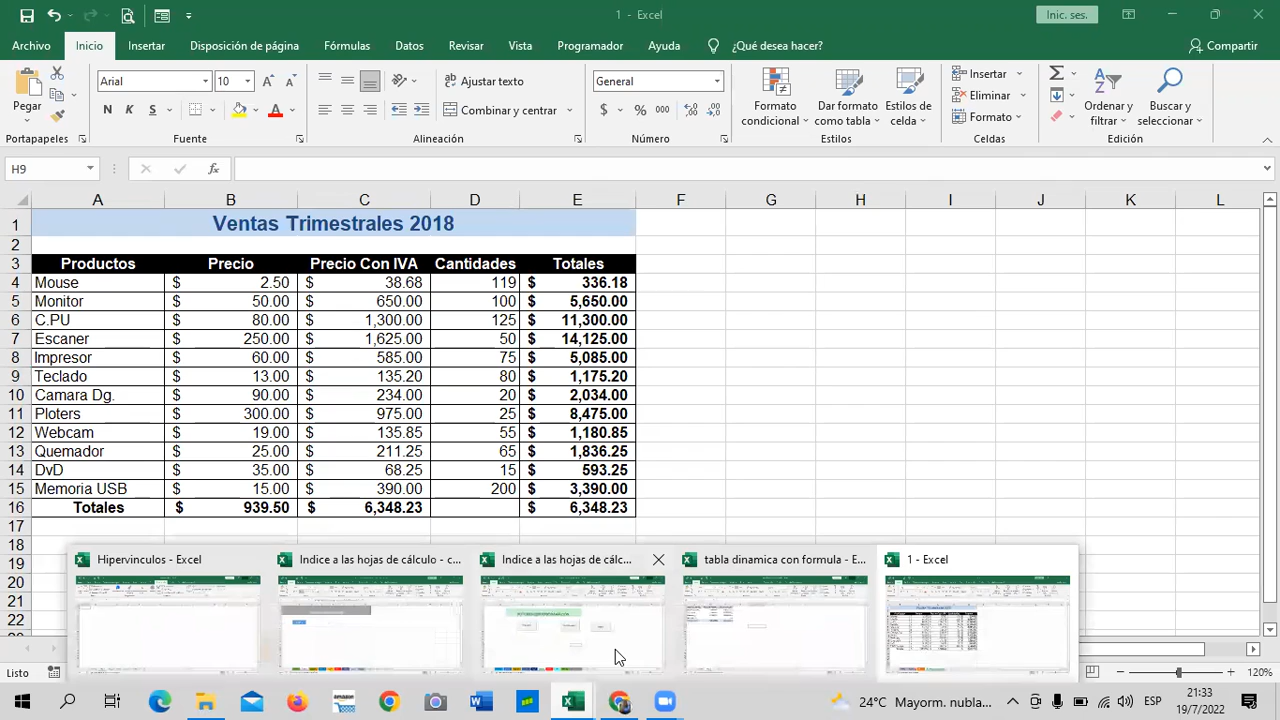 1 - Excel
Inic. ses.
Archivo Inicio Insertar Disposición de página Fórmulas Datos Revisar Vista Programador Ayuda ¿Qué desea hacer? Compartir
Pegar
Arial 10
N K S
Ajustar texto
Combinar y centrar
General
$ % 000
Formato condicional
Dar formato como tabla
Estilos de celda
Insertar
Eliminar
Formato
Ordenar y filtrar
Buscar y seleccionar
Portapapeles Fuente Alineación Número Estilos Celdas Edición
H9 fx
A B C D E F G H I J K L
1 Ventas Trimestrales 2018
2
3 Productos Precio Precio Con IVA Cantidades Totales
4 Mouse $ 2.50 $ 38.68 119 $ 336.18
5 Monitor $ 50.00 $ 650.00 100 $ 5,650.00
6 C.PU $ 80.00 $ 1,300.00 125 $ 11,300.00
7 Escaner $ 250.00 $ 1,625.00 50 $ 14,125.00
8 Impresor $ 60.00 $ 585.00 75 $ 5,085.00
9 Teclado $ 13.00 $ 135.20 80 $ 1,175.20
10 Camara Dg. $ 90.00 $ 234.00 20 $ 2,034.00
11 Ploters $ 300.00 $ 975.00 25 $ 8,475.00
12 Webcam $ 19.00 $ 135.85 55 $ 1,180.85
13 Quemador $ 25.00 $ 211.25 65 $ 1,836.25
14 DvD $ 35.00 $ 68.25 15 $ 593.25
15 Memoria USB $ 15.00 $ 390.00 200 $ 3,390.00
16 Totales $ 939.50 $ 6,348.23 $ 6,348.23
17
18
19
20
21
Hipervinculos - Excel
Indice a las hojas de cálculo - c...
Indice a las hojas de cálc...
tabla dinamica con formula - E...
1 - Excel
Listo 120%
amazon
24°C Mayorm. nubla... ESP 21:33
19/7/2022